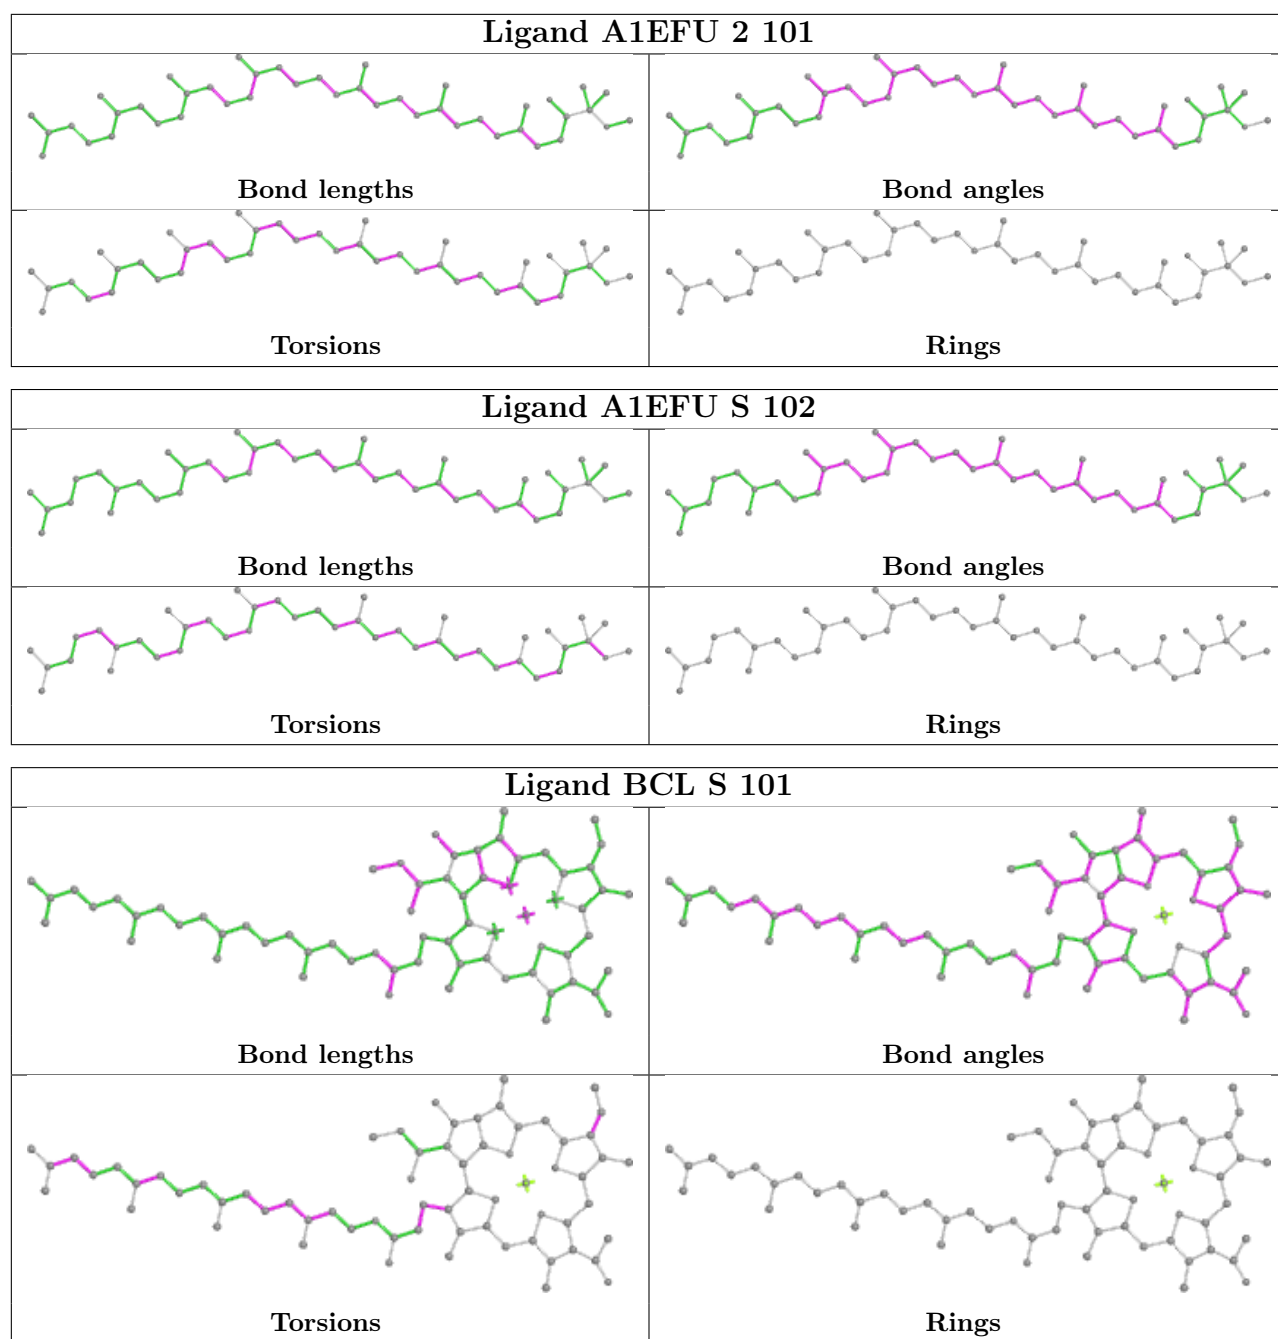 Ligand A1EFU 2 101
Bond lengths
Bond angles
Torsions
Rings
Ligand A1EFU S 102
Bond lengths
Bond angles
Torsions
Rings
Ligand BCL S 101
Bond lengths
Bond angles
Torsions
Rings